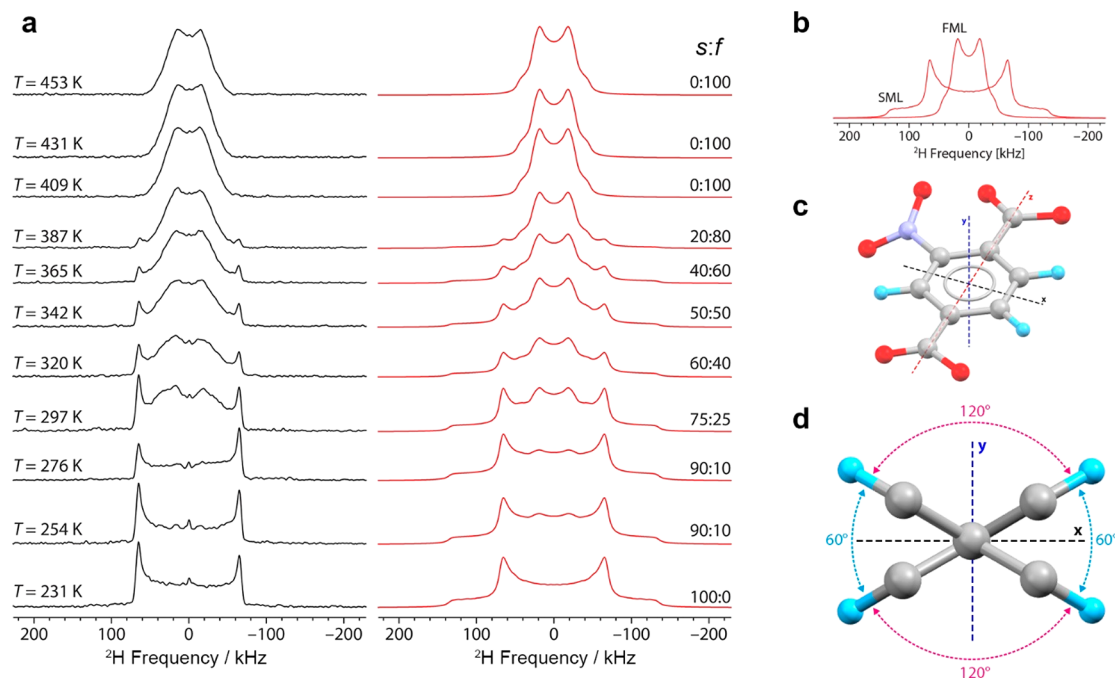 a
s:f
T = 453 K
0:100
T = 431 K
0:100
T = 409 K
0:100
T = 387 K
20:80
T = 365 K
40:60
T = 342 K
50:50
T = 320 K
60:40
T = 297 K
75:25
T = 276 K
90:10
T = 254 K
90:10
T = 231 K
100:0
200 100 0 −100 −200
200 100 0 −100 −200
²H Frequency / kHz
²H Frequency / kHz
b
FML
SML
200 100 0 -100 -200
²H Frequency [kHz]
c
z
y
x
d
120°
y
x
60°
60°
120°